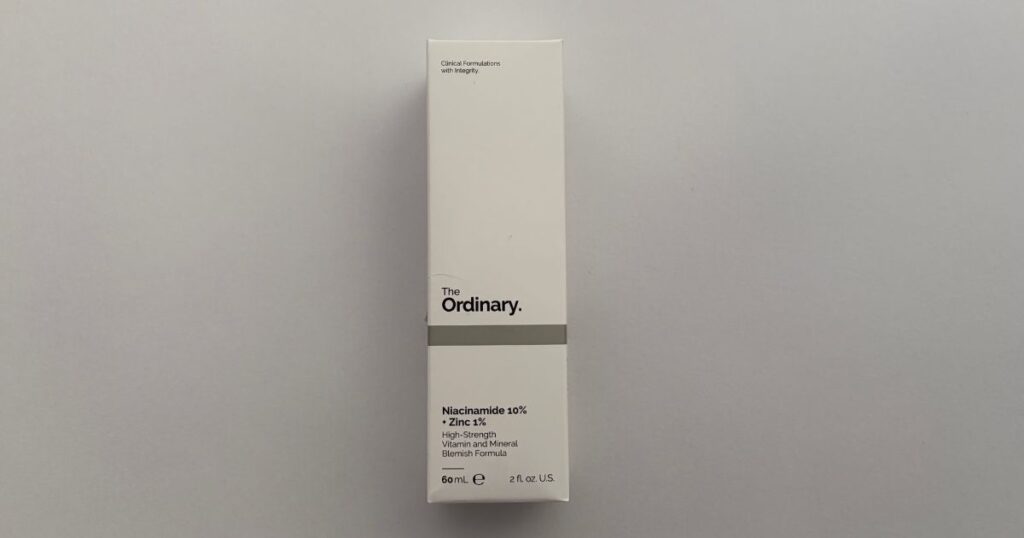 Clinical Formulations
with Integrity.
The
Ordinary.
Niacinamide 10%
+ Zinc 1%
High-Strength
Vitamin and Mineral
Blemish Formula
60 mL ℮ 2 fl. oz. U.S.